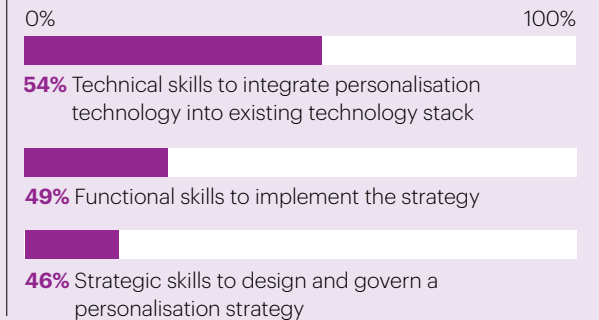 0% 100%
54% Technical skills to integrate personalisation
technology into existing technology stack
49% Functional skills to implement the strategy
46% Strategic skills to design and govern a
personalisation strategy